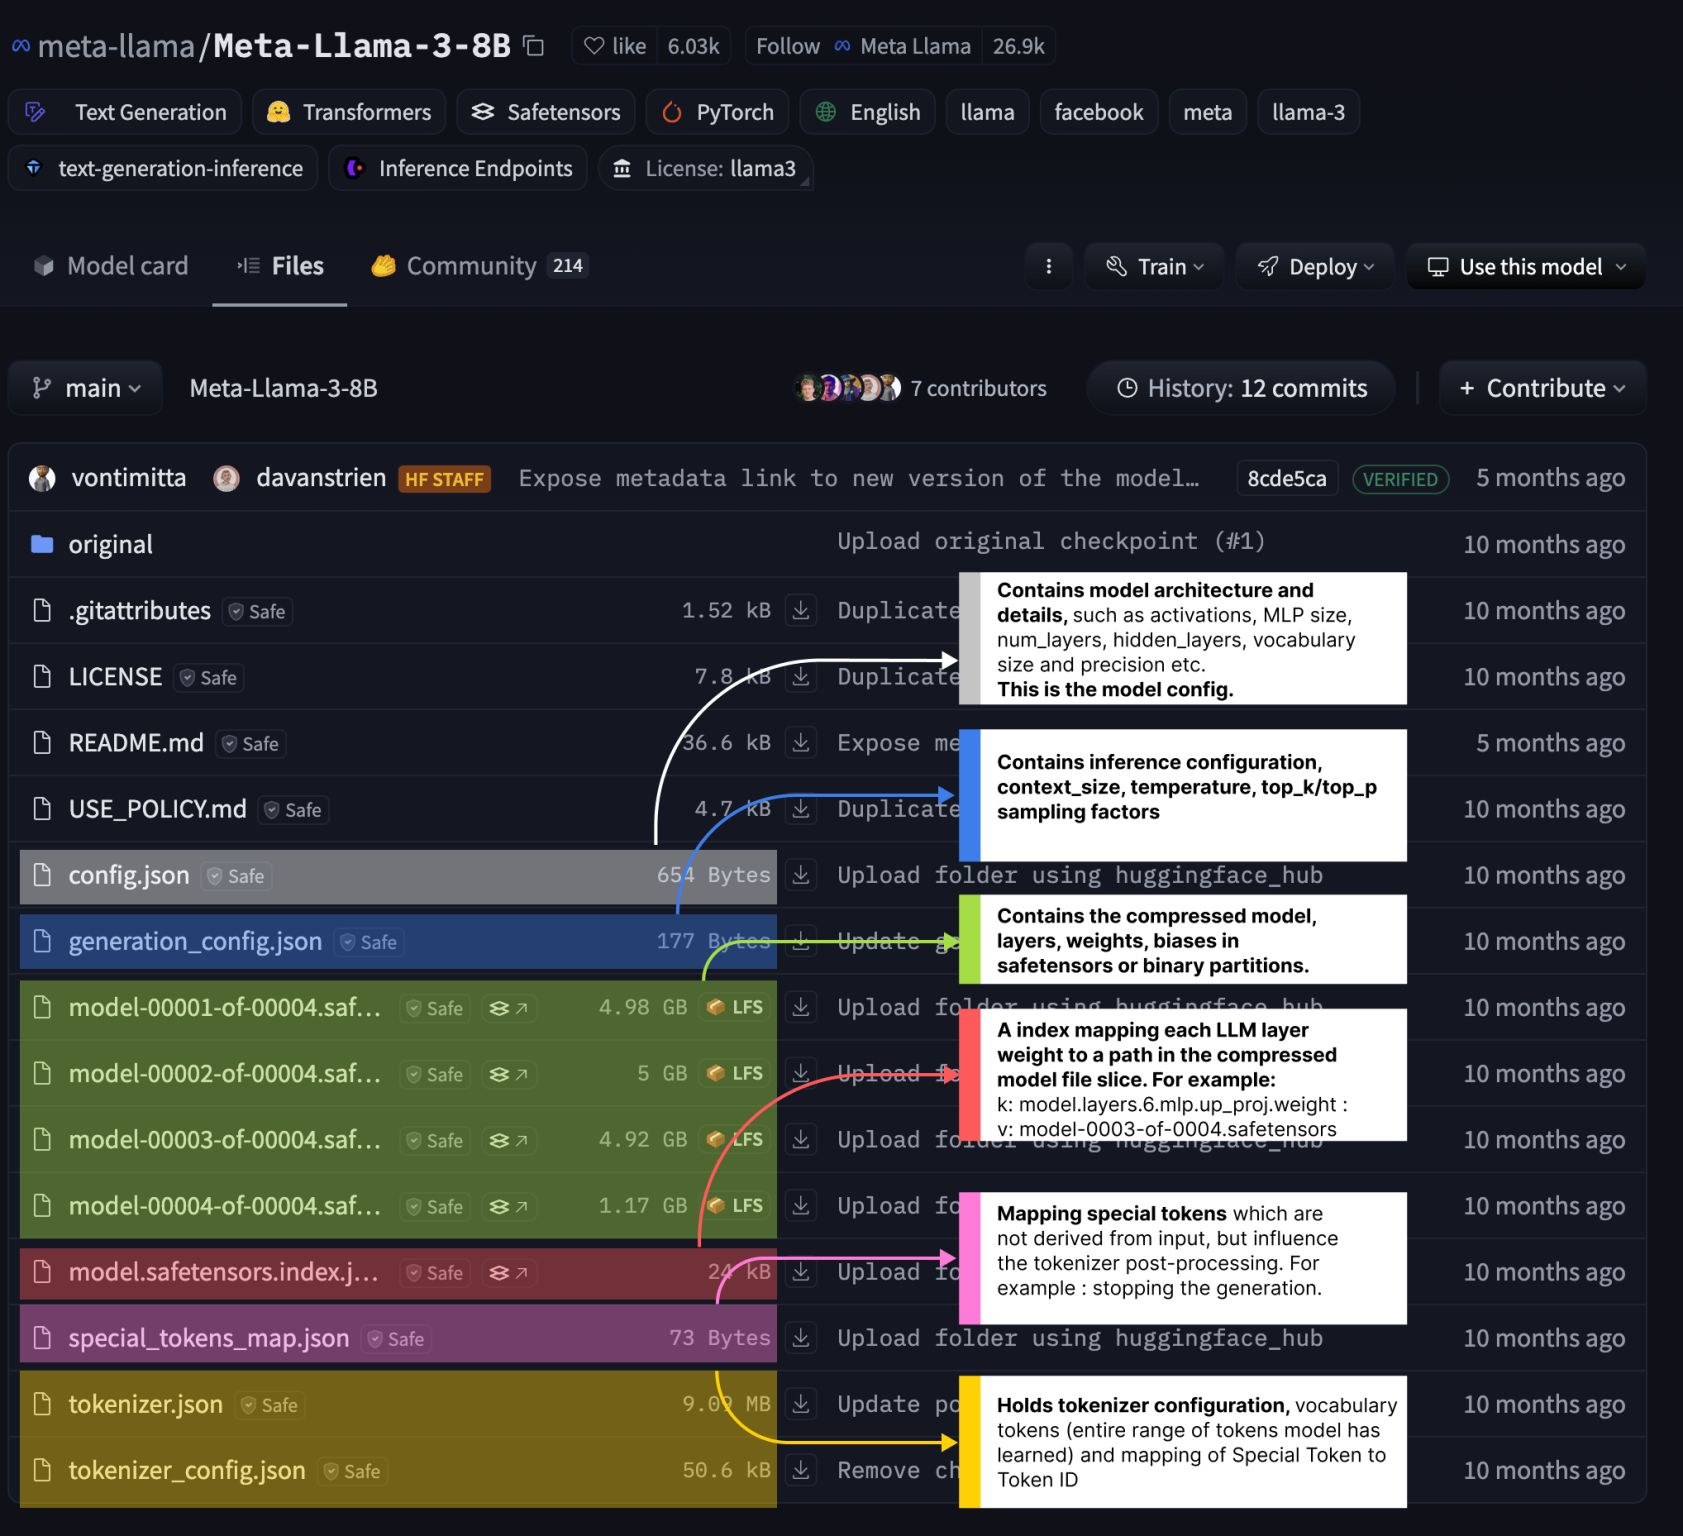 meta-llama/Meta-Llama-3-8B like 6.03k Follow Meta Llama 26.9k
Text Generation Transformers Safetensors PyTorch English llama facebook meta llama-3
text-generation-inference Inference Endpoints License: llama3
Model card Files Community 214 Train Deploy Use this model
main Meta-Llama-3-8B 7 contributors History: 12 commits + Contribute
vontimitta davanstrien HF STAFF Expose metadata link to new version of the model… 8cde5ca VERIFIED 5 months ago
original Upload original checkpoint (#1) 10 months ago
.gitattributes Safe 1.52 kB Duplicate 10 months ago
LICENSE Safe 7.8 kB Duplicate 10 months ago
README.md Safe 36.6 kB Expose me 5 months ago
USE_POLICY.md Safe 4.7 kB Duplicate 10 months ago
config.json Safe 654 Bytes Upload folder using huggingface_hub 10 months ago
generation_config.json Safe 177 Bytes Update ge 10 months ago
model-00001-of-00004.saf… Safe 4.98 GB LFS Upload folder using huggingface_hub 10 months ago
model-00002-of-00004.saf… Safe 5 GB LFS Upload fo 10 months ago
model-00003-of-00004.saf… Safe 4.92 GB LFS Upload folder using huggingface_hub 10 months ago
model-00004-of-00004.saf… Safe 1.17 GB LFS Upload fo 10 months ago
model.safetensors.index.j… Safe 24 kB Upload fo 10 months ago
special_tokens_map.json Safe 73 Bytes Upload folder using huggingface_hub 10 months ago
tokenizer.json Safe 9.09 MB Update po 10 months ago
tokenizer_config.json Safe 50.6 kB Remove ch 10 months ago
Contains model architecture and
details, such as activations, MLP size,
num_layers, hidden_layers, vocabulary
size and precision etc.
This is the model config.
Contains inference configuration,
context_size, temperature, top_k/top_p
sampling factors
Contains the compressed model,
layers, weights, biases in
safetensors or binary partitions.
A index mapping each LLM layer
weight to a path in the compressed
model file slice. For example:
k: model.layers.6.mlp.up_proj.weight :
v: model-0003-of-0004.safetensors
Mapping special tokens which are
not derived from input, but influence
the tokenizer post-processing. For
example : stopping the generation.
Holds tokenizer configuration, vocabulary
tokens (entire range of tokens model has
learned) and mapping of Special Token to
Token ID